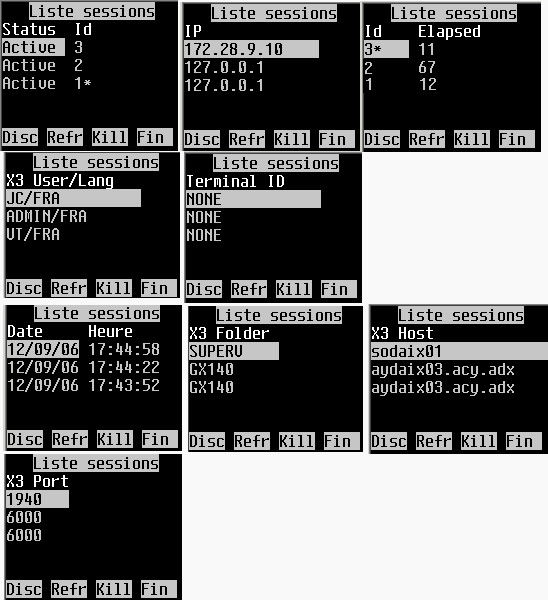 Liste sessions
Status Id
Active 3
Active 2
Active 1*
Disc Refr Kill Fin
Liste sessions
IP
172.28.9.10
127.0.0.1
127.0.0.1
Disc Refr Kill Fin
Liste sessions
Id Elapsed
3* 11
2 67
1 12
Disc Refr Kill Fin
Liste sessions
X3 User/Lang
JC/FRA
ADMIN/FRA
VT/FRA
Disc Refr Kill Fin
Liste sessions
Terminal ID
NONE
NONE
NONE
Disc Refr Kill Fin
Liste sessions
Date Heure
12/09/06 17:44:58
12/09/06 17:44:22
12/09/06 17:43:52
Disc Refr Kill Fin
Liste sessions
X3 Folder
SUPERV
GX140
GX140
Disc Refr Kill Fin
Liste sessions
X3 Host
sodaix01
aydaix03.acy.adx
aydaix03.acy.adx
Disc Refr Kill Fin
Liste sessions
X3 Port
1940
6000
6000
Disc Refr Kill Fin